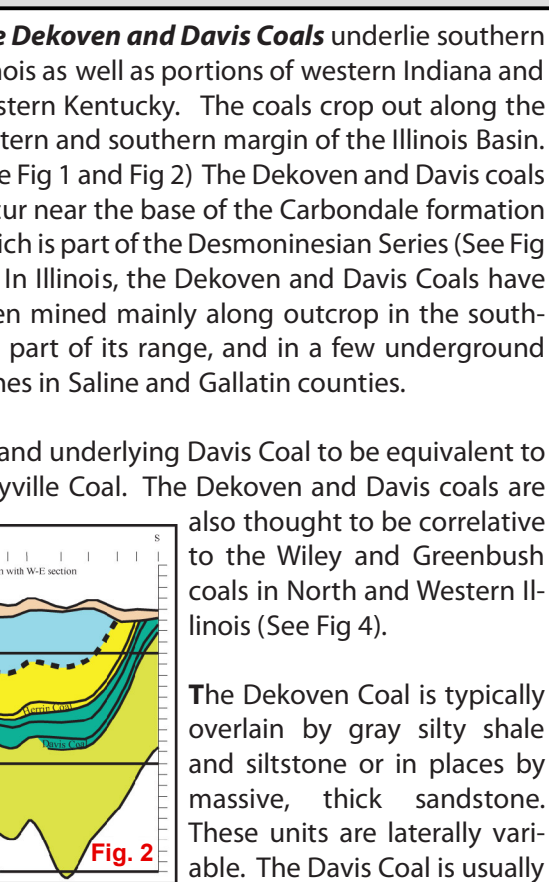 e Dekoven and Davis Coals underlie southern
nois as well as portions of western Indiana and
stern Kentucky. The coals crop out along the
tern and southern margin of the Illinois Basin.
e Fig 1 and Fig 2) The Dekoven and Davis coals
ur near the base of the Carbondale formation
ich is part of the Desmoninesian Series (See Fig
In Illinois, the Dekoven and Davis Coals have
en mined mainly along outcrop in the south-
part of its range, and in a few underground
nes in Saline and Gallatin counties.
and underlying Davis Coal to be equivalent to
yville Coal. The Dekoven and Davis coals are
also thought to be correlative
to the Wiley and Greenbush
coals in North and Western Il-
linois (See Fig 4).
The Dekoven Coal is typically
overlain by gray silty shale
and siltstone or in places by
massive, thick sandstone.
These units are laterally vari-
able. The Davis Coal is usually
S
n with W-E section
Herrin Coal
Davis Coal
Fig. 2